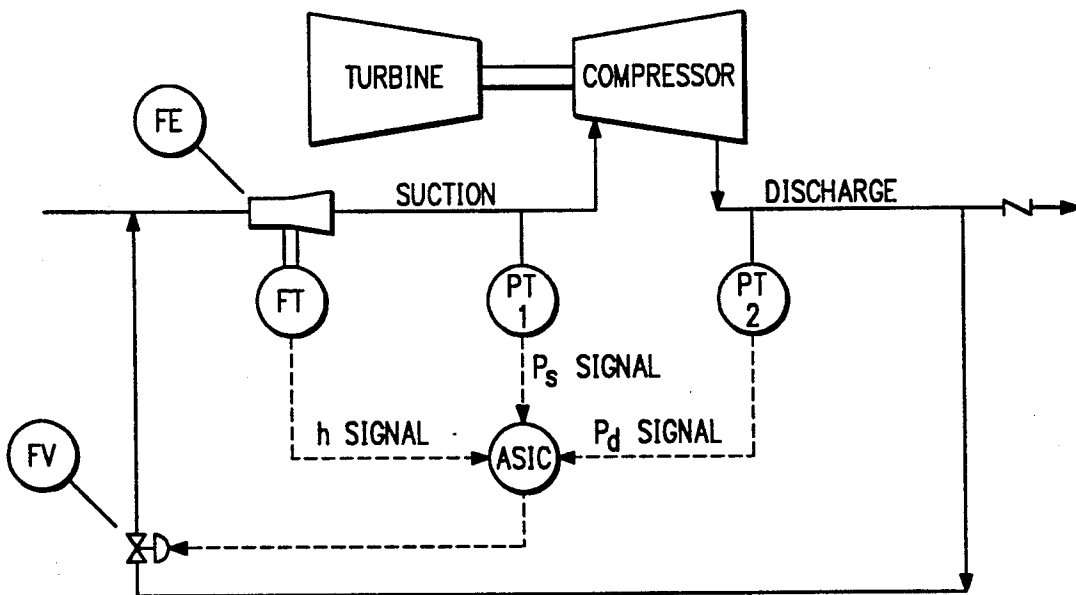 TURBINE
COMPRESSOR
FE
SUCTION
DISCHARGE
FT
PT
1
PT
2
Ps SIGNAL
h SIGNAL
Pd SIGNAL
ASIC
FV